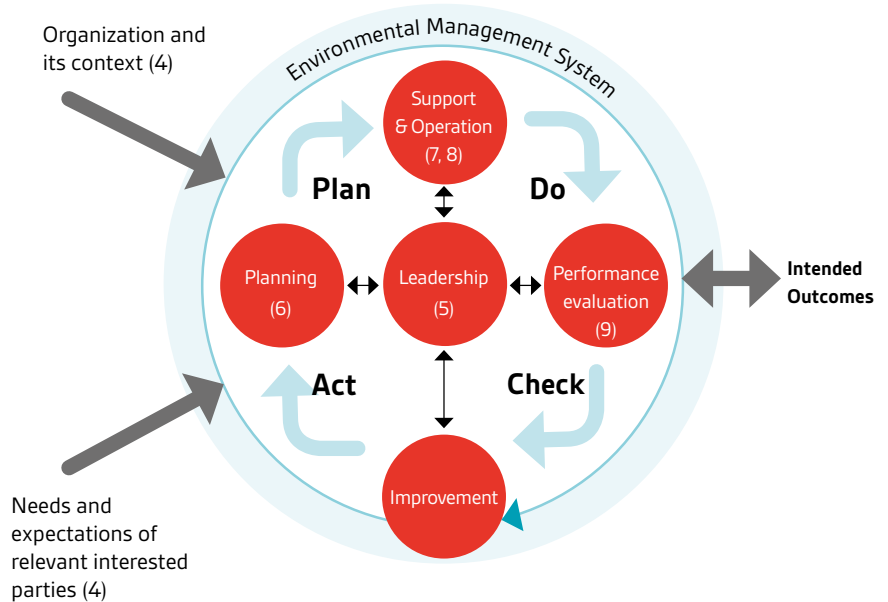 Organization and
its context (4)
Environmental Management System
Support
& Operation
(7, 8)
Plan
Do
Planning
(6)
Leadership
(5)
Performance
evaluation
(9)
Intended
Outcomes
Act
Check
Improvement
Needs and
expectations of
relevant interested
parties (4)